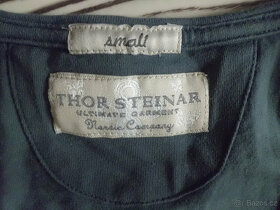 small
THOR STEINAR
ULTIMATE GARMENT
Nordic Company
Bazos.cz